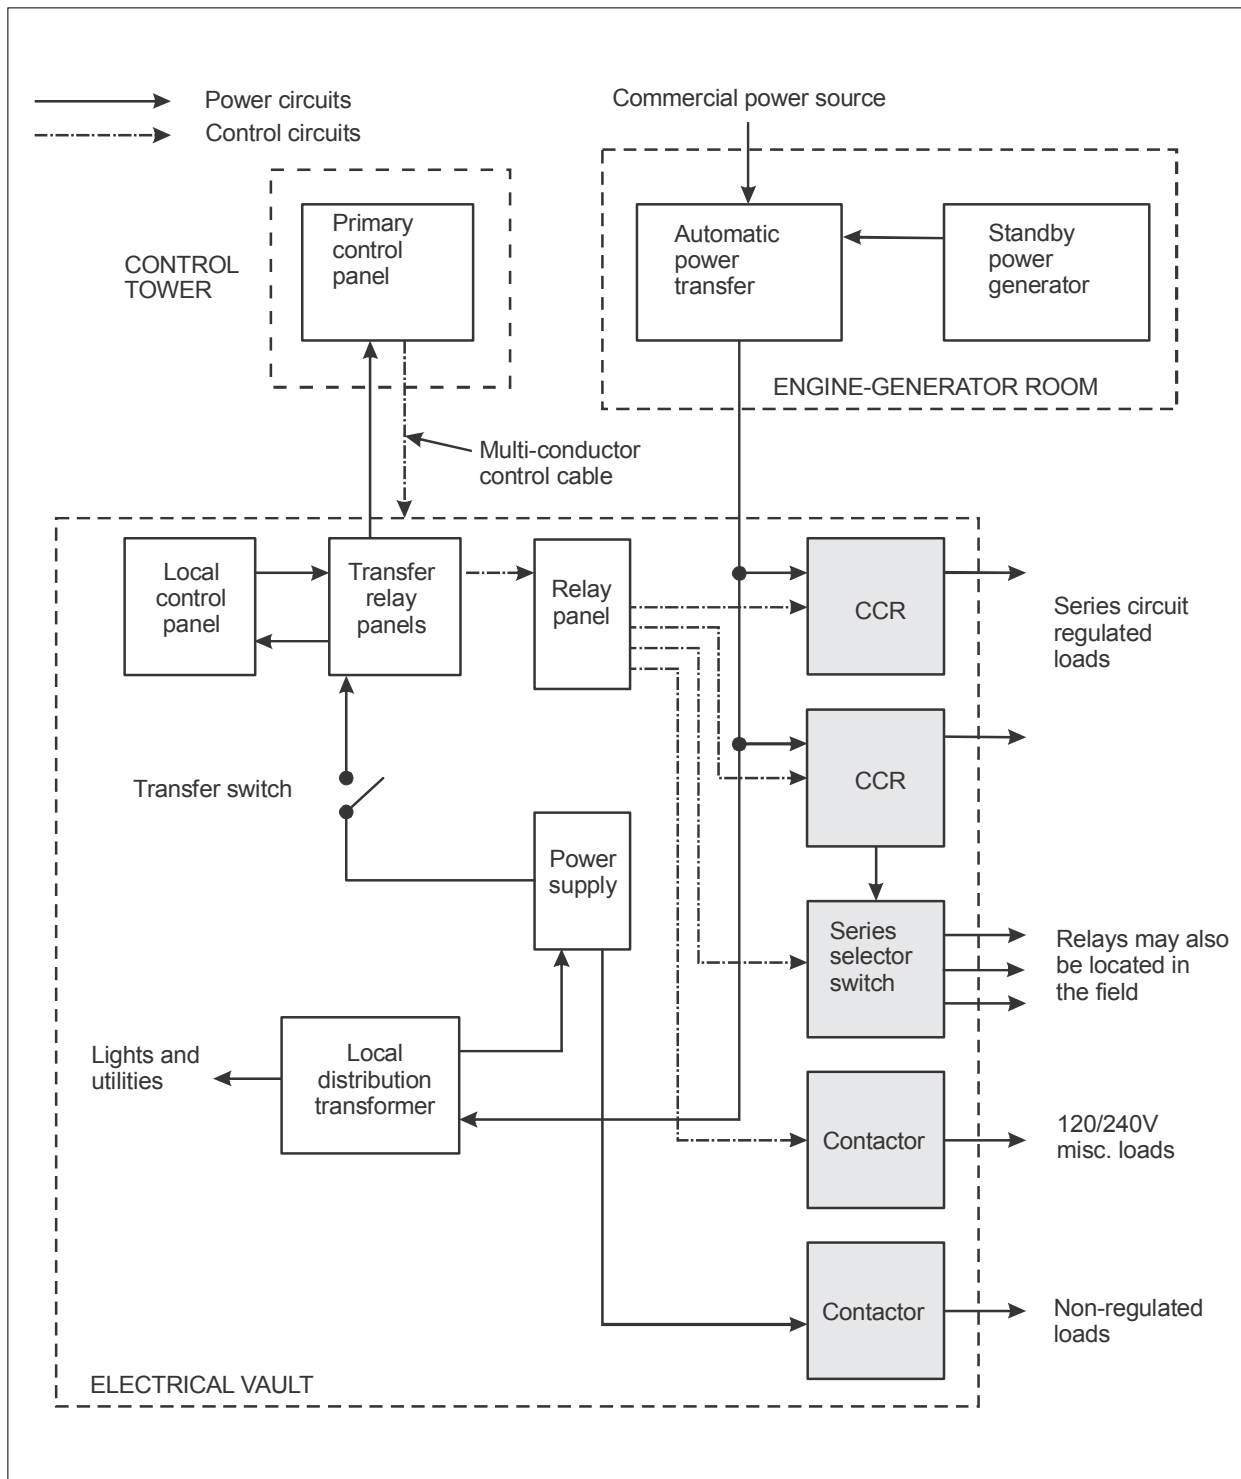 Power circuits
Control circuits
Commercial power source
Primary
control
panel
CONTROL
TOWER
Automatic
power
transfer
Standby
power
generator
ENGINE-GENERATOR ROOM
Multi-conductor
control cable
Local
control
panel
Transfer
relay
panels
Relay
panel
CCR
Series circuit
regulated
loads
Transfer switch
CCR
Power
supply
Series
selector
switch
Relays may also
be located in
the field
Lights and
utilities
Local
distribution
transformer
Contactor
120/240V
misc. loads
Contactor
Non-regulated
loads
ELECTRICAL VAULT